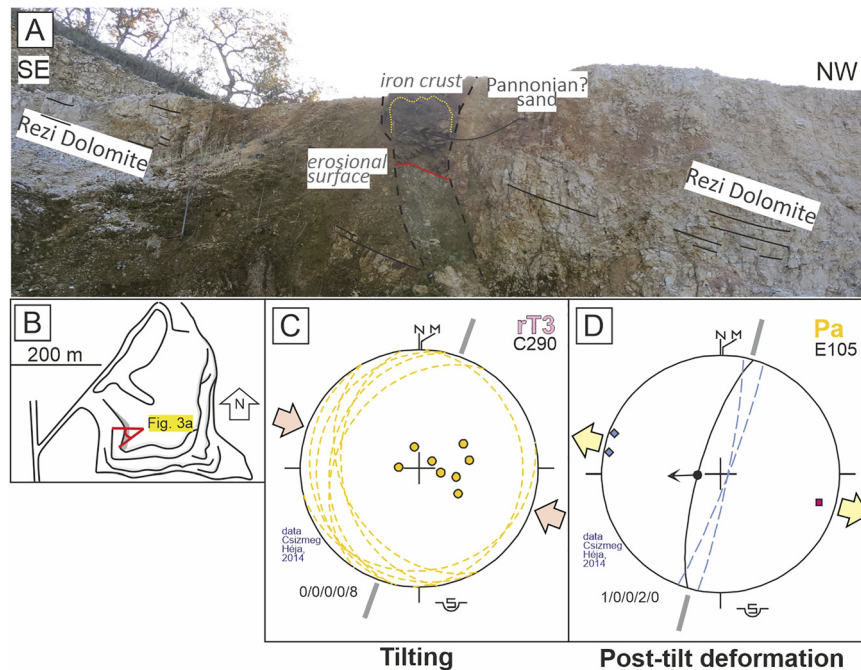 A
SE
NW
iron crust
Pannonian?
sand
Rezi Dolomite
erosional
surface
Rezi Dolomite
B
200 m
N
Fig. 3a
C
N M
rT3
C290
data
Csizmeg
Héja,
2014
0/0/0/0/8
5
Tilting
D
N M
Pa
E105
data
Csizmeg
Héja,
2014
1/0/0/2/0
5
Post-tilt deformation